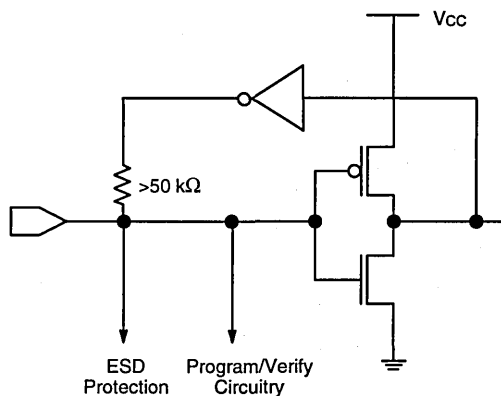 Vcc
>50 kΩ
ESD
Protection
Program/Verify
Circuitry